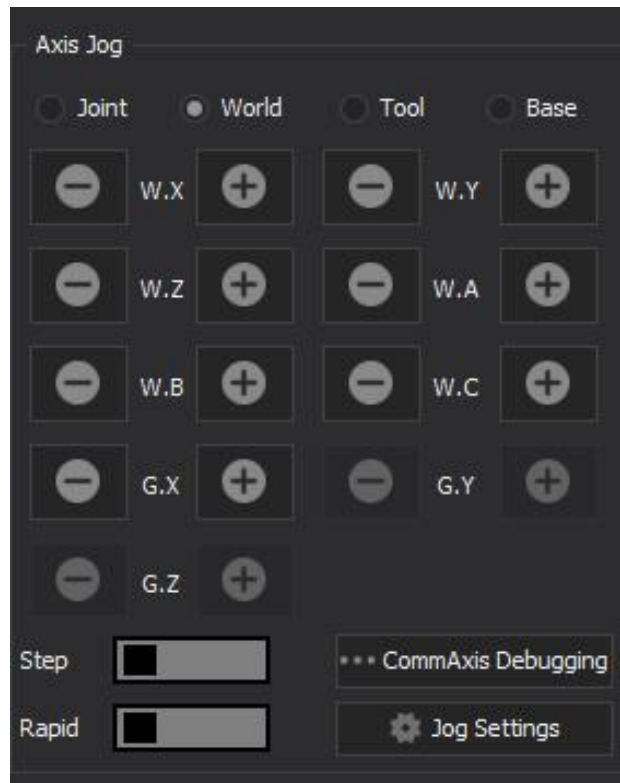 Axis Jog
Joint World Tool Base
W.X W.Y
W.Z W.A
W.B W.C
G.X G.Y
G.Z
Step CommAxis Debugging
Rapid Jog Settings